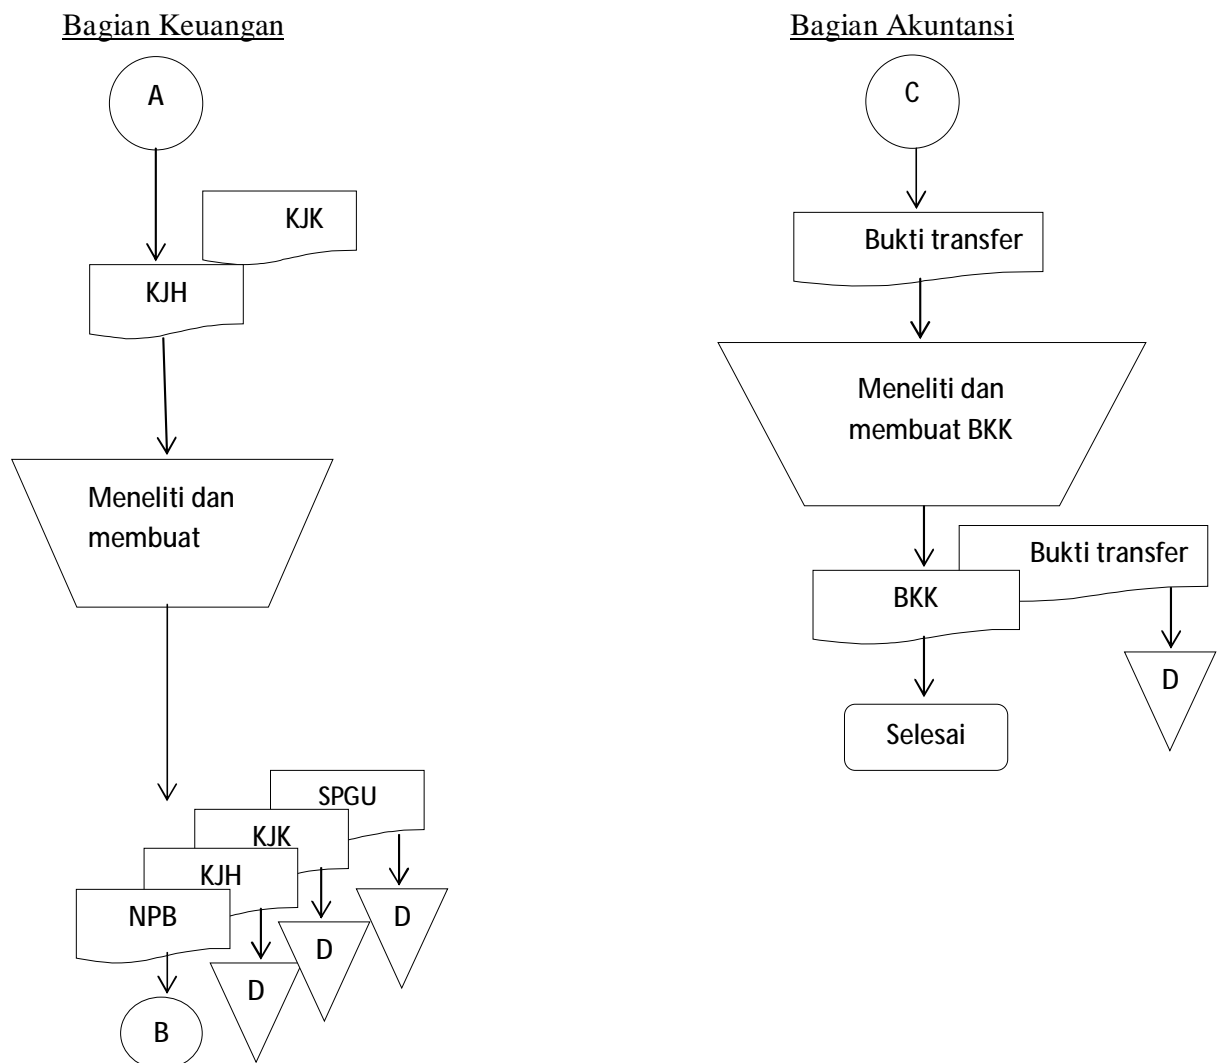 Bagian Keuangan
A
KJK
KJH
Meneliti dan
membuat
SPGU
KJK
KJH
NPB
D
D
D
B
Bagian Akuntansi
C
Bukti transfer
Meneliti dan
membuat BKK
Bukti transfer
BKK
D
Selesai